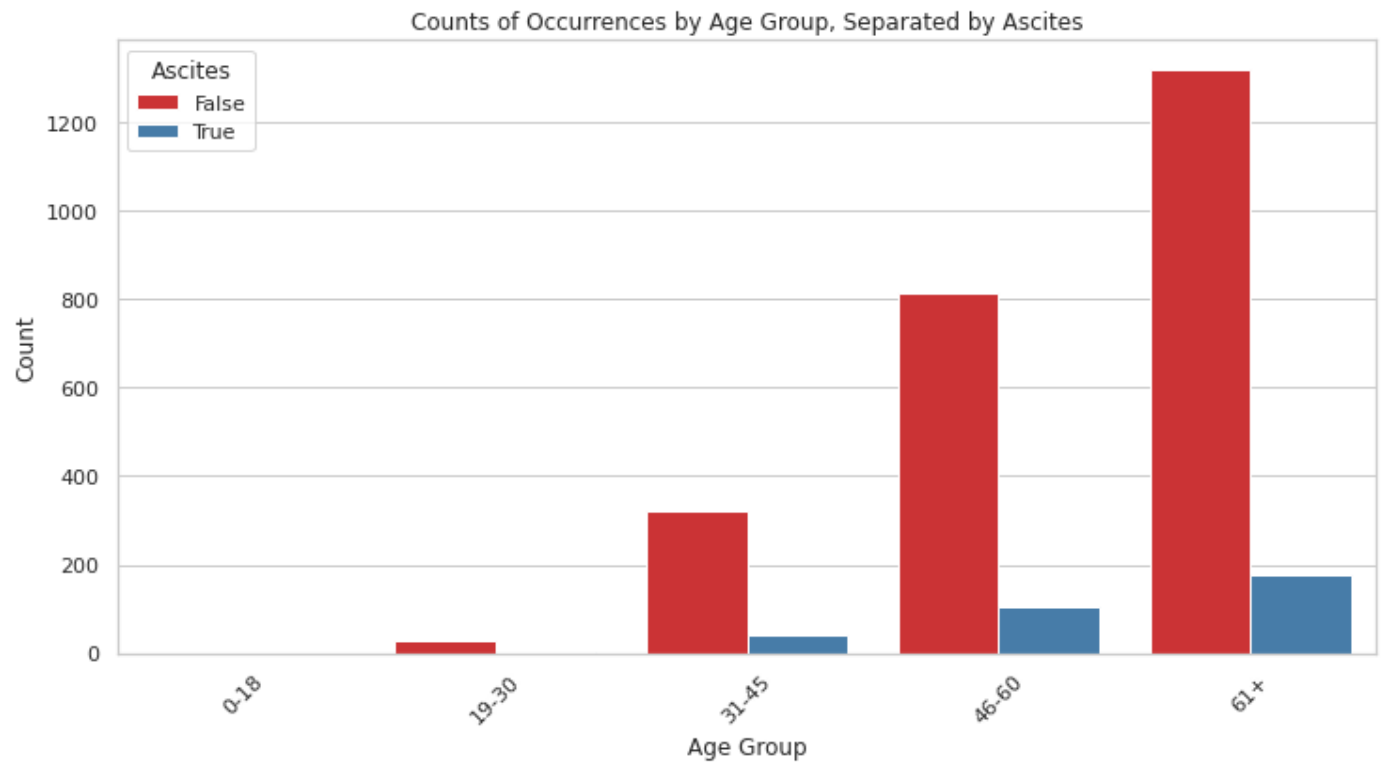 Counts of Occurrences by Age Group, Separated by Ascites
Ascites
False
True
1200
1000
800
600
400
200
0
Count
0-18
19-30
31-45
46-60
61+
Age Group